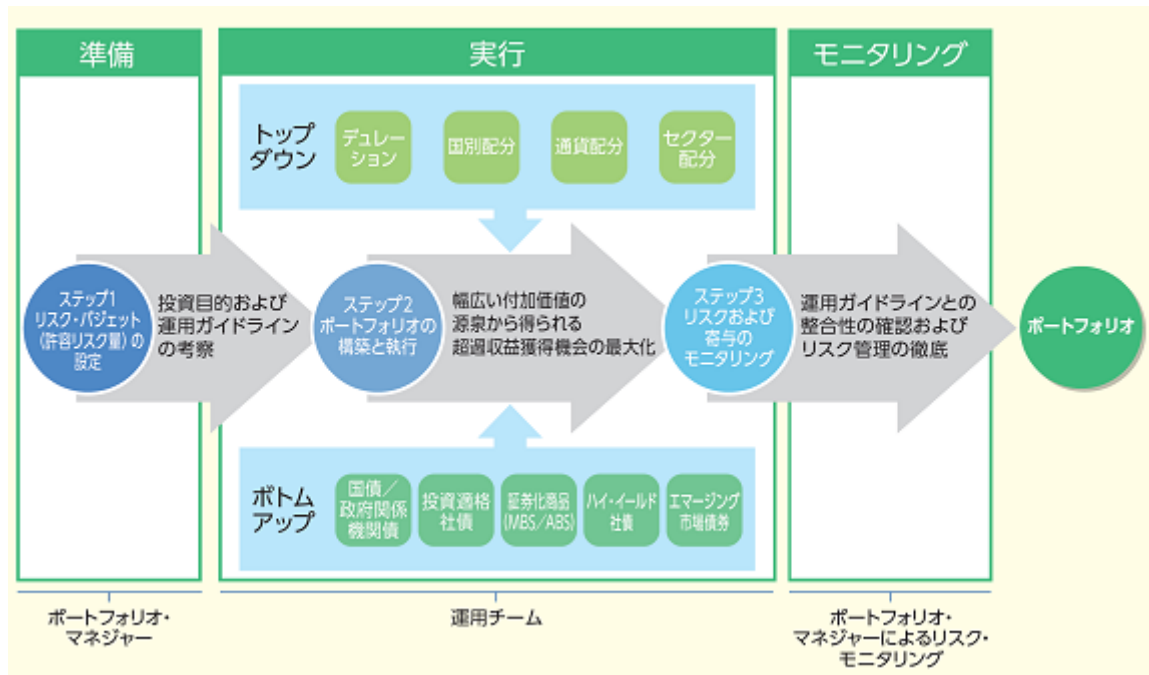 準備
実行
モニタリング
トップ
ダウン
デュレー
ション
国別配分
通貨配分
セクター
配分
ステップ1
リスク・バジェット
(許容リスク量)の
設定
投資目的および
運用ガイドライン
の考察
ステップ2
ポートフォリオの
構築と執行
幅広い付加価値の
源泉から得られる
超過収益獲得機会の最大化
ステップ3
リスクおよび
寄与の
モニタリング
運用ガイドラインとの
整合性の確認および
リスク管理の徹底
ポートフォリオ
ボトム
アップ
国債／
政府関係
機関債
投資適格
社債
証券化商品
(MBS／ABS)
ハイ・イールド
社債
エマージング
市場債券
ポートフォリオ・
マネジャー
運用チーム
ポートフォリオ・
マネジャーによるリスク・
モニタリング